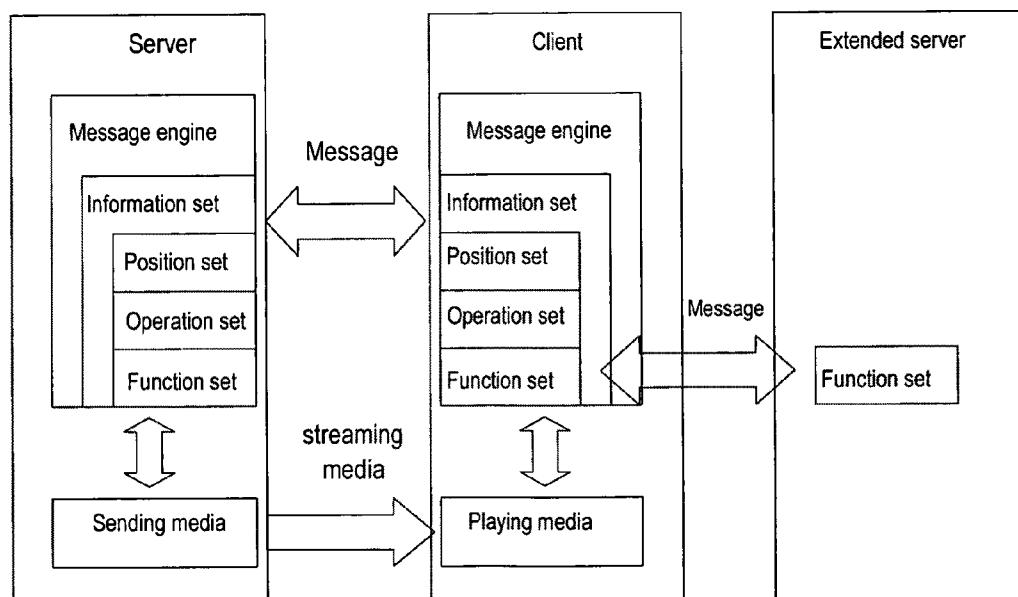 Server
Message engine
Information set
Position set
Operation set
Function set
Sending media
Message
streaming
media
Client
Message engine
Information set
Position set
Operation set
Function set
Playing media
Message
Extended server
Function set